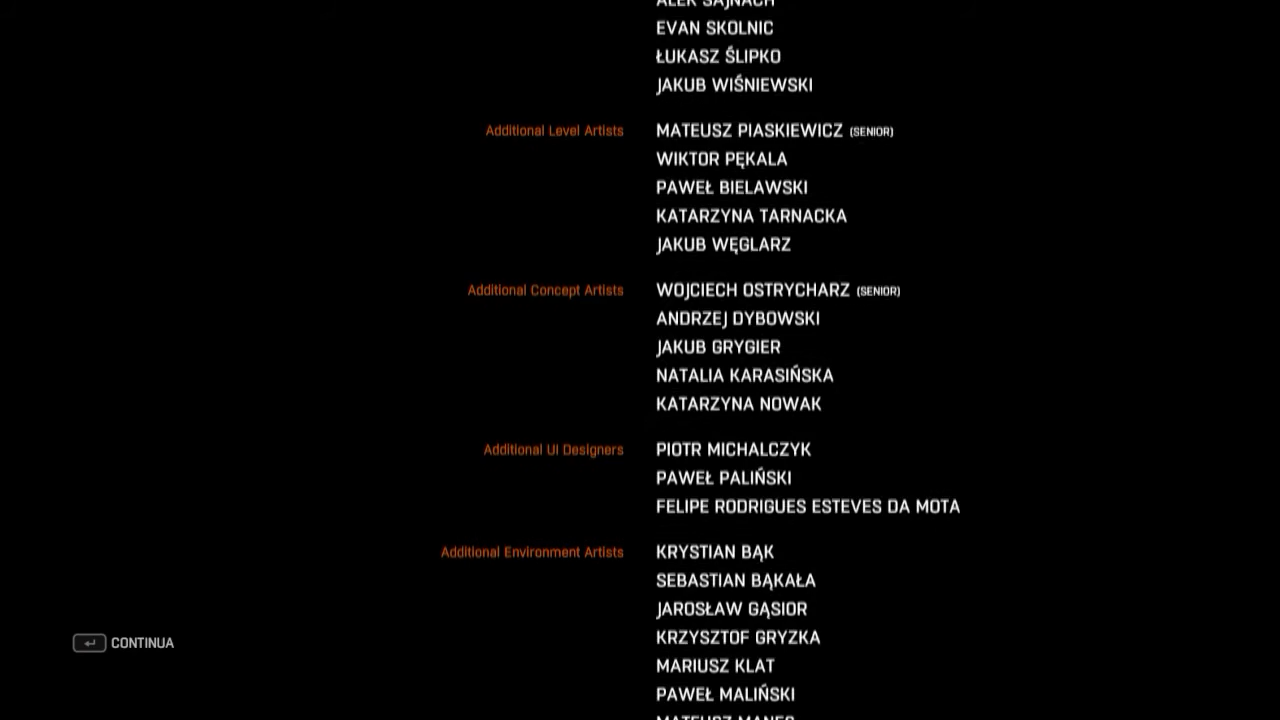 ALEK SAJNACH
EVAN SKOLNIC
ŁUKASZ ŚLIPKO
JAKUB WIŚNIEWSKI
Additional Level Artists MATEUSZ PIASKIEWICZ (SENIOR)
WIKTOR PĘKALA
PAWEŁ BIELAWSKI
KATARZYNA TARNACKA
JAKUB WĘGLARZ
Additional Concept Artists WOJCIECH OSTRYCHARZ (SENIOR)
ANDRZEJ DYBOWSKI
JAKUB GRYGIER
NATALIA KARASIŃSKA
KATARZYNA NOWAK
Additional UI Designers PIOTR MICHALCZYK
PAWEŁ PALIŃSKI
FELIPE RODRIGUES ESTEVES DA MOTA
Additional Environment Artists KRYSTIAN BĄK
SEBASTIAN BĄKAŁA
JAROSŁAW GĄSIOR
KRZYSZTOF GRYZKA
CONTINUA
MARIUSZ KLAT
PAWEŁ MALIŃSKI
MATEUSZ